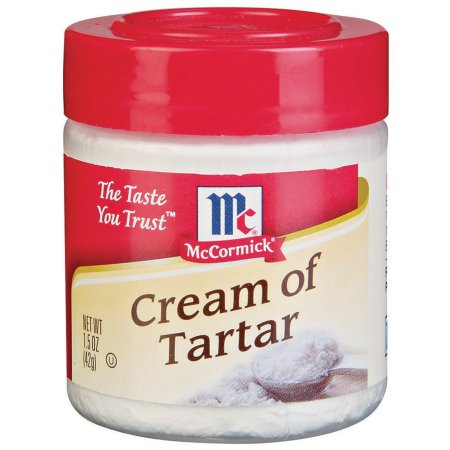 The Taste
You Trust™
Mc®
McCormick®
Cream of
Tartar
NET WT
1.5 OZ
(42g)
U